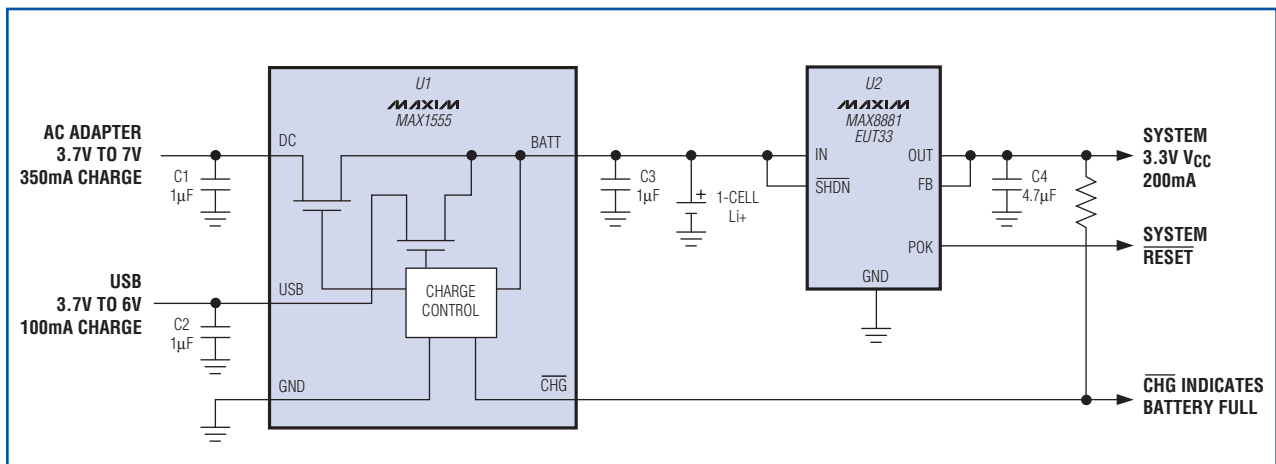 AC ADAPTER
3.7V TO 7V
350mA CHARGE
C1
1µF
USB
3.7V TO 6V
100mA CHARGE
C2
1µF
U1
MAXIM
MAX1555
DC
BATT
USB
CHARGE
CONTROL
GND
CHG
C3
1µF
+
1-CELL
Li+
U2
MAXIM
MAX8881
EUT33
IN
OUT
SHDN
FB
POK
GND
C4
4.7µF
SYSTEM
3.3V VCC
200mA
SYSTEM
RESET
CHG INDICATES
BATTERY FULL